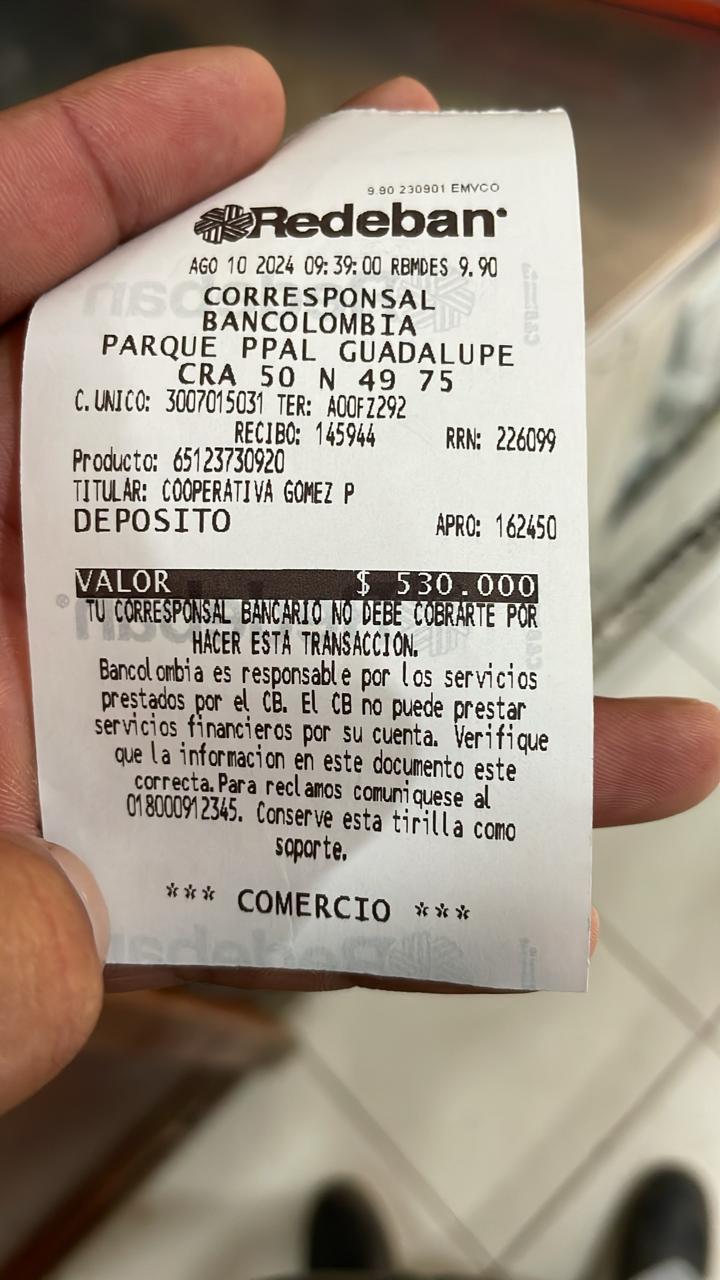 9.90 230901 EMVCO
Redeban
AGO 10 2024 09:39:00 RBMDES 9.90
CORRESPONSAL
BANCOLOMBIA
PARQUE PPAL GUADALUPE
CRA 50 N 49 75
C.UNICO: 3007015031 TER: A00FZ292
RECIBO: 145944 RRN: 226099
Producto: 65123730920
TITULAR: COOPERATIVA GOMEZ P
DEPOSITO APRO: 162450
VALOR $ 530.000
TU CORRESPONSAL BANCARIO NO DEBE COBRARTE POR
HACER ESTA TRANSACCION.
Bancolombia es responsable por los servicios
prestados por el CB. El CB no puede prestar
servicios financieros por su cuenta. Verifique
que la informacion en este documento este
correcta.Para reclamos comuniquese al
018000912345. Conserve esta tirilla como
soporte.
*** COMERCIO ***